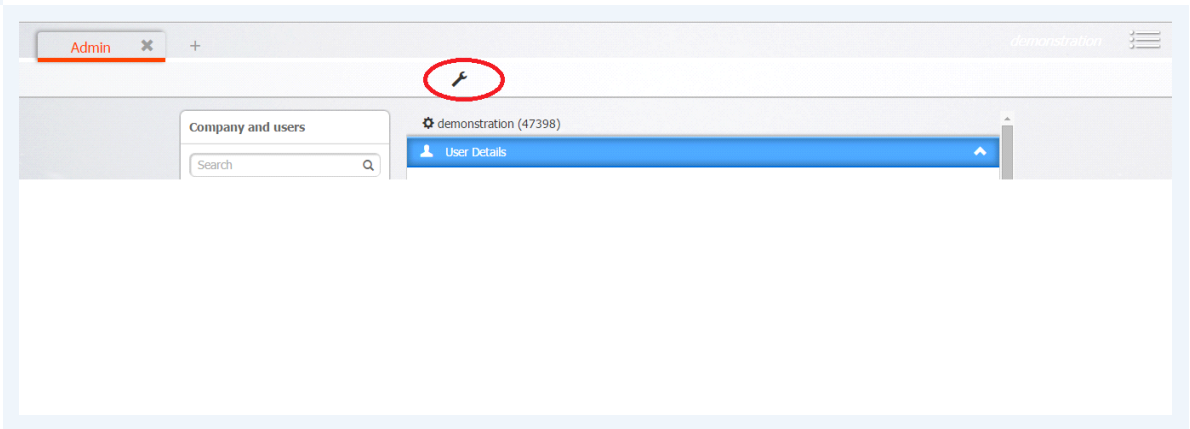 Admin
demonstration
Company and users
Search
demonstration (47398)
User Details